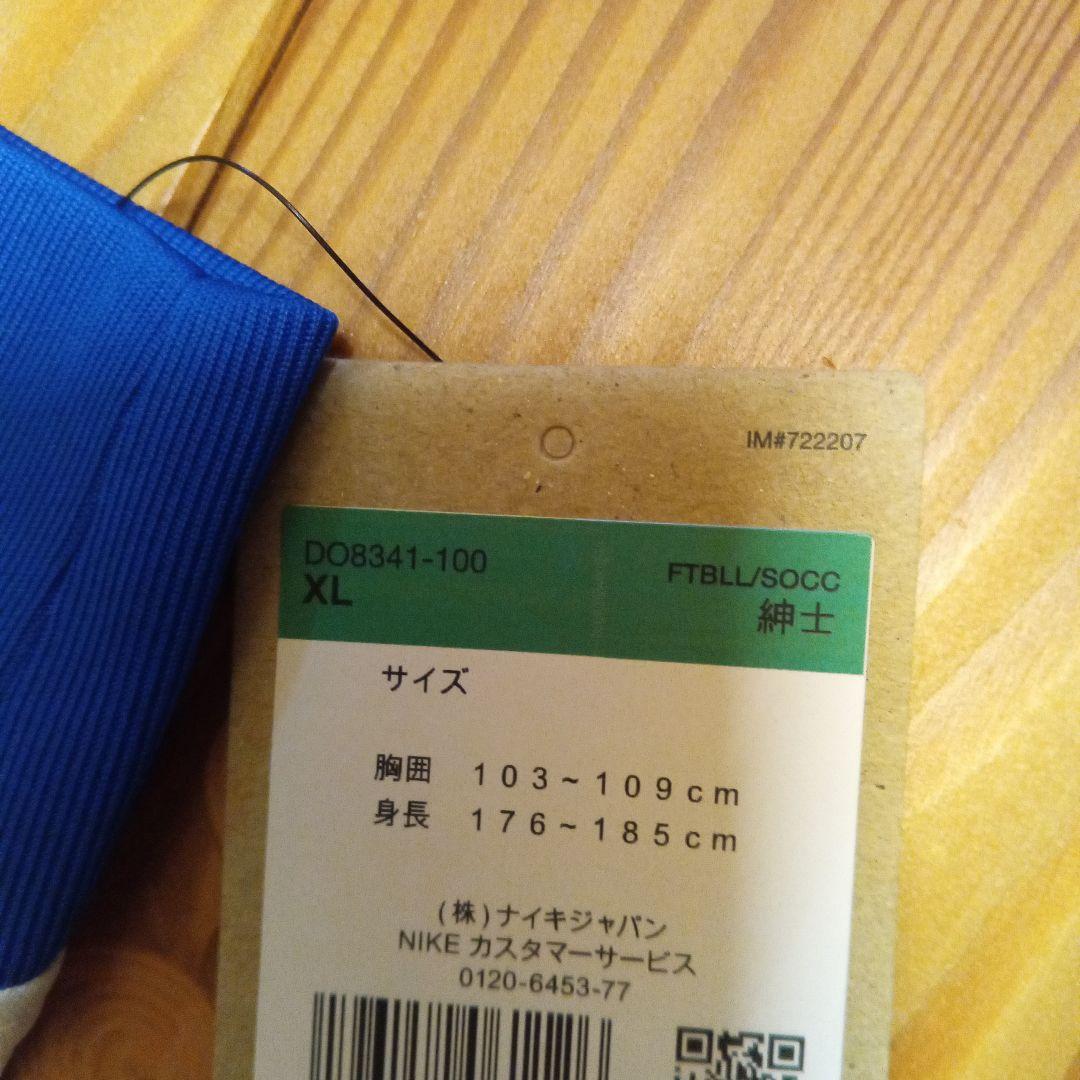 IM#722207
DO8341-100
XL
FTBLL/SOCC
紳士
サイズ
胸囲 103~109cm
身長 176~185cm
(株)ナイキジャパン
NIKE カスタマーサービス
0120-6453-77